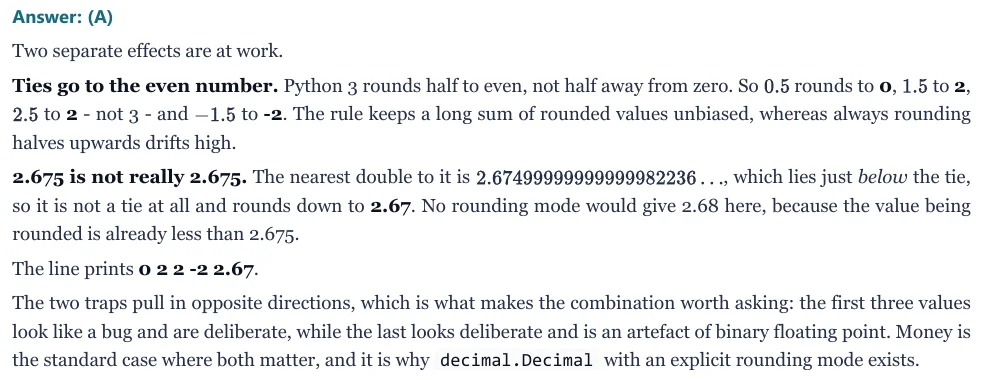 Answer: (A)
Two separate effects are at work.
Ties go to the even number. Python 3 rounds half to even, not half away from zero. So 0.5 rounds to 0, 1.5 to 2,
2.5 to 2 - not 3 - and −1.5 to -2. The rule keeps a long sum of rounded values unbiased, whereas always rounding
halves upwards drifts high.
2.675 is not really 2.675. The nearest double to it is 2.67499999999999982236 . . ., which lies just below the tie,
so it is not a tie at all and rounds down to 2.67. No rounding mode would give 2.68 here, because the value being
rounded is already less than 2.675.
The line prints 0 2 2 -2 2.67.
The two traps pull in opposite directions, which is what makes the combination worth asking: the first three values
look like a bug and are deliberate, while the last looks deliberate and is an artefact of binary floating point. Money is
the standard case where both matter, and it is why decimal.Decimal with an explicit rounding mode exists.